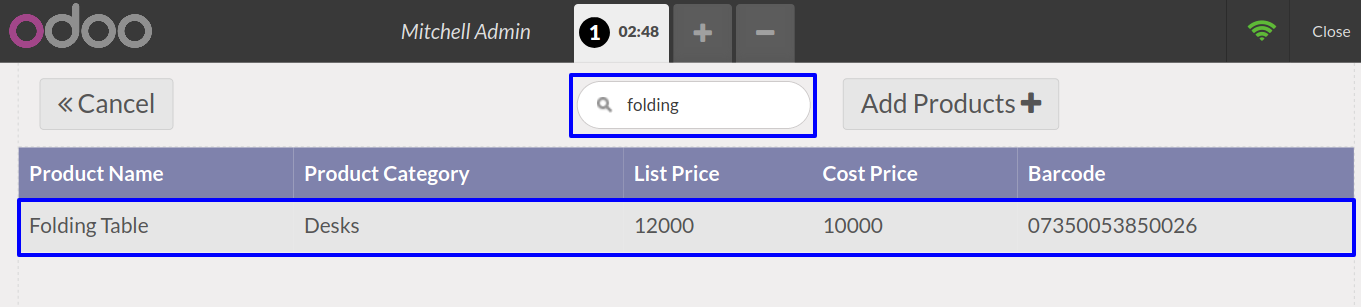 odoo Mitchell Admin 1 02:48 + − Close
« Cancel folding Add Products +
Product Name Product Category List Price Cost Price Barcode
Folding Table Desks 12000 10000 07350053850026